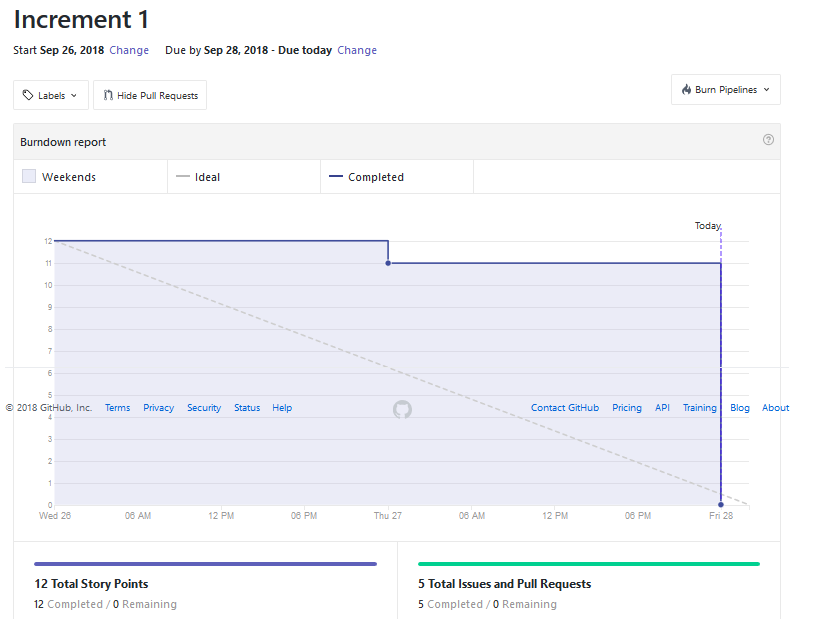 Increment 1
Start Sep 26, 2018 Change Due by Sep 28, 2018 - Due today Change
Labels Hide Pull Requests Burn Pipelines
Burndown report
Weekends Ideal Completed
Today
12
11
10
9
8
7
6
5
© 2018 GitHub, Inc. Terms Privacy Security Status Help Contact GitHub Pricing API Training Blog About
4
3
2
1
0
Wed 26 06 AM 12 PM 06 PM Thu 27 06 AM 12 PM 06 PM Fri 28
12 Total Story Points 5 Total Issues and Pull Requests
12 Completed / 0 Remaining 5 Completed / 0 Remaining